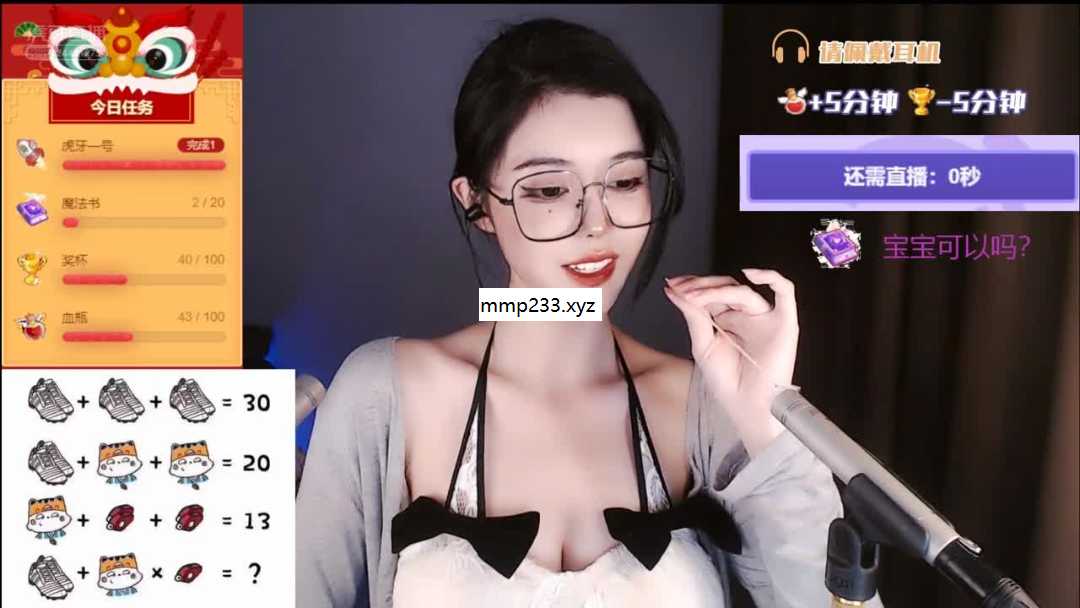 今日任务
虎牙一号 完成1
魔法书 2 / 20
奖杯 40 / 100
血瓶 43 / 100
+ + = 30
+ + = 20
+ + = 13
+ × = ?
mmp233.xyz
请佩戴耳机
+5分钟 -5分钟
还需直播：0秒
宝宝可以吗?